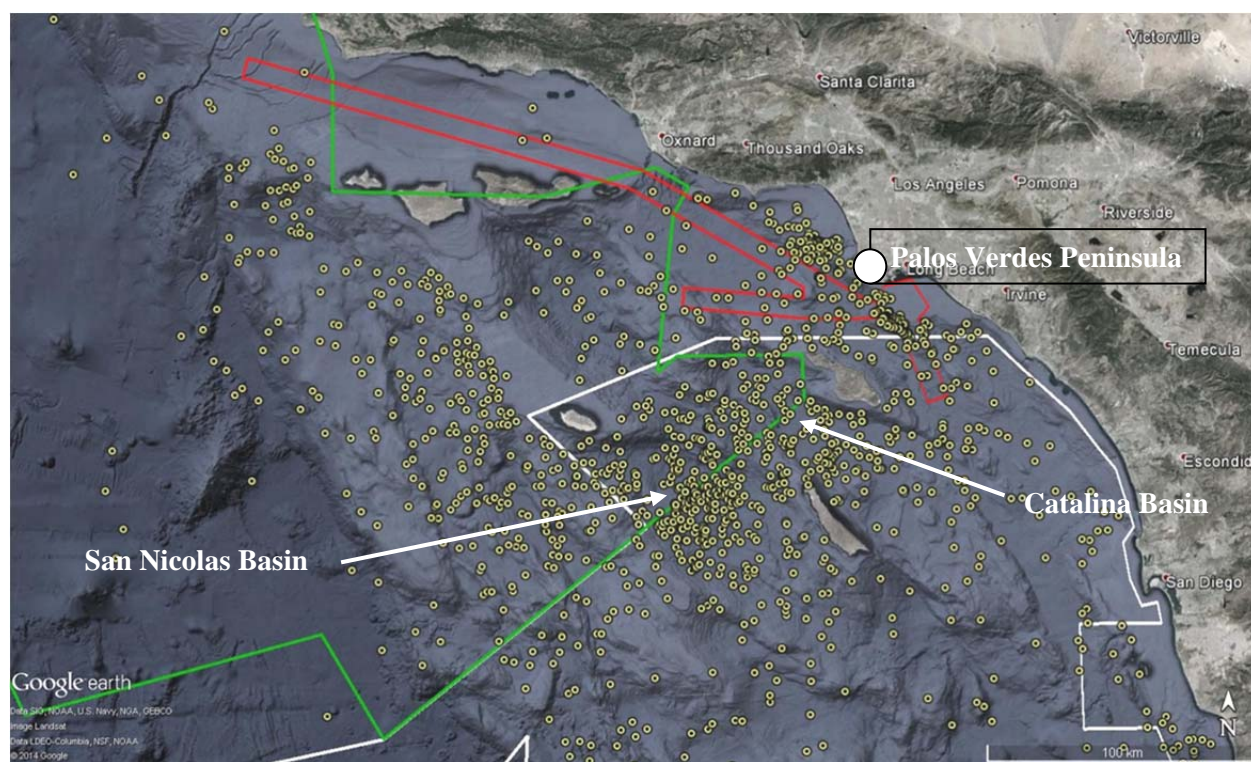 Victorville
Santa Clarita
Oxnard
Thousand Oaks
Los Angeles
Pomona
Riverside
Palos Verdes Peninsula
Long Beach
Irvine
Temecula
Escondid
Catalina Basin
San Nicolas Basin
San Diego
Google earth
Data SIO, NOAA, U.S. Navy, NGA, GEBCO
Image Landsat
Data LDEO-Columbia, NSF, NOAA
© 2014 Google
N
100 km